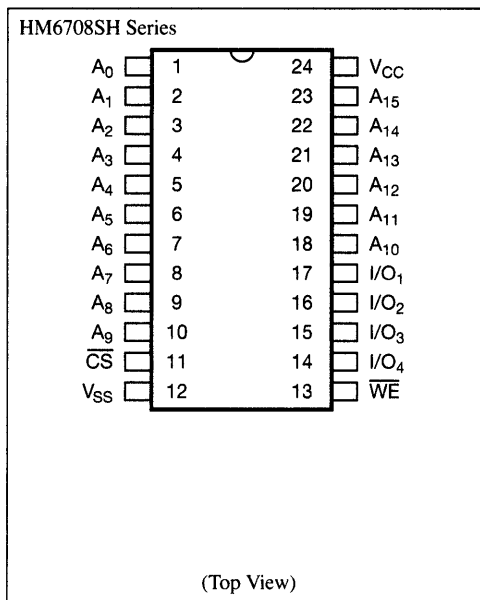 HM6708SH Series
A0 1 24 VCC
A1 2 23 A15
A2 3 22 A14
A3 4 21 A13
A4 5 20 A12
A5 6 19 A11
A6 7 18 A10
A7 8 17 I/O1
A8 9 16 I/O2
A9 10 15 I/O3
C̅S̅ 11 14 I/O4
VSS 12 13 W̅E̅
(Top View)